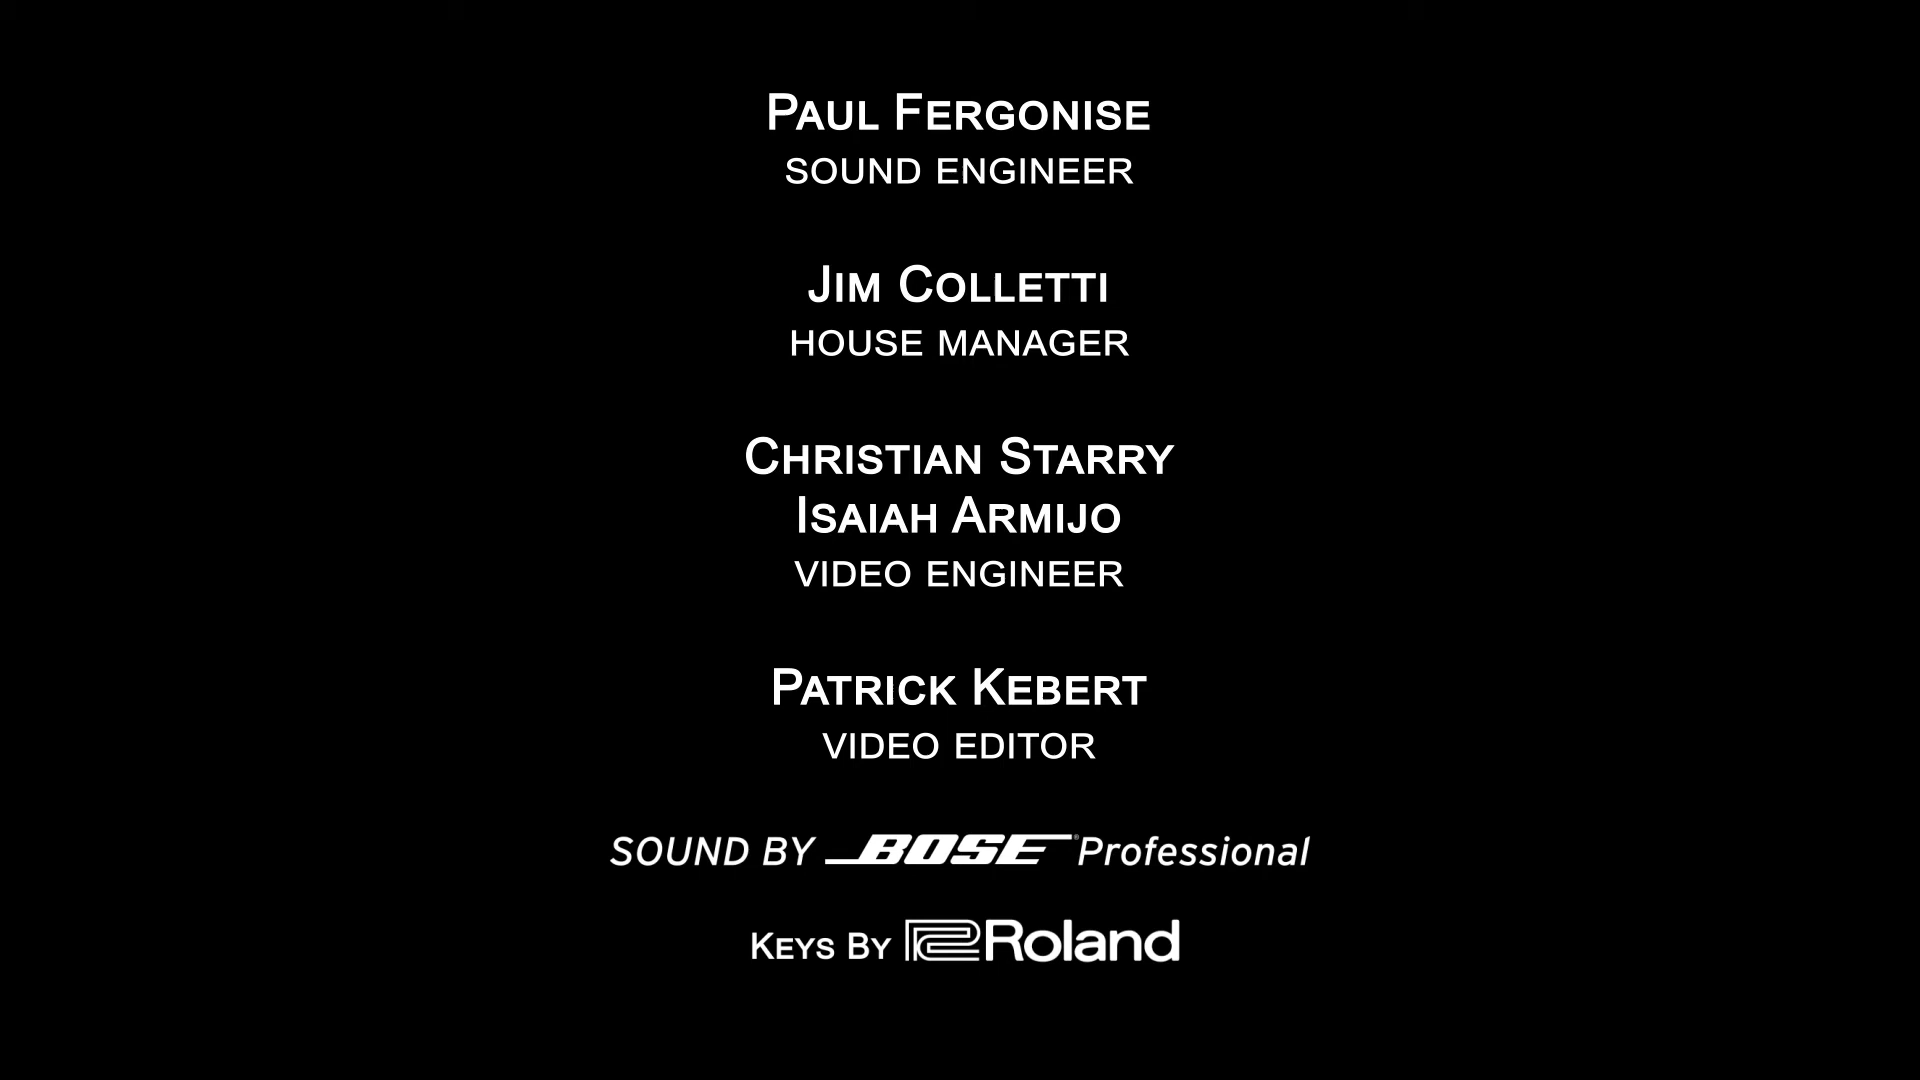 Paul Fergonise
SOUND ENGINEER
Jim Colletti
HOUSE MANAGER
Christian Starry
Isaiah Armijo
VIDEO ENGINEER
Patrick Kebert
VIDEO EDITOR
SOUND BY BOSE® Professional
Keys By Roland